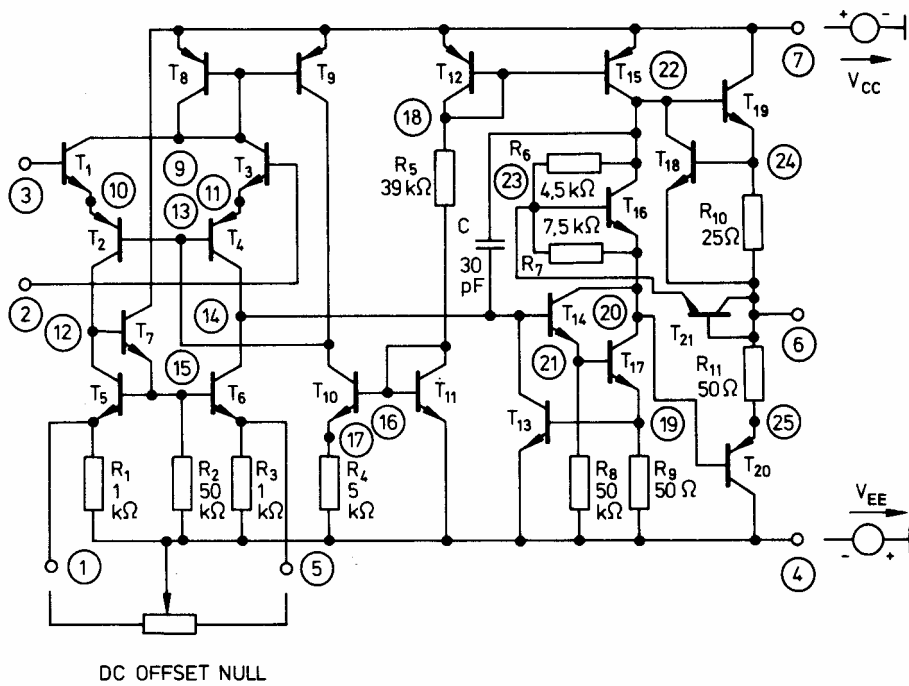 + -
V_CC
7
T8
T9
T12
T15
22
T19
18
T1
9
T3
R5
39 kΩ
R6
23
4,5 kΩ
T18
24
3
10
11
13
T16
R10
25Ω
T2
T4
C
30
pF
7,5 kΩ
R7
2
12
T7
14
T14
20
T21
6
15
21
T17
R11
50Ω
T5
T6
T10
16
T11
T13
19
25
17
T20
R1
1
kΩ
R2
50
kΩ
R3
1
kΩ
R4
5
kΩ
R8
50
kΩ
R9
50Ω
V_EE
- +
1
5
4
DC OFFSET NULL